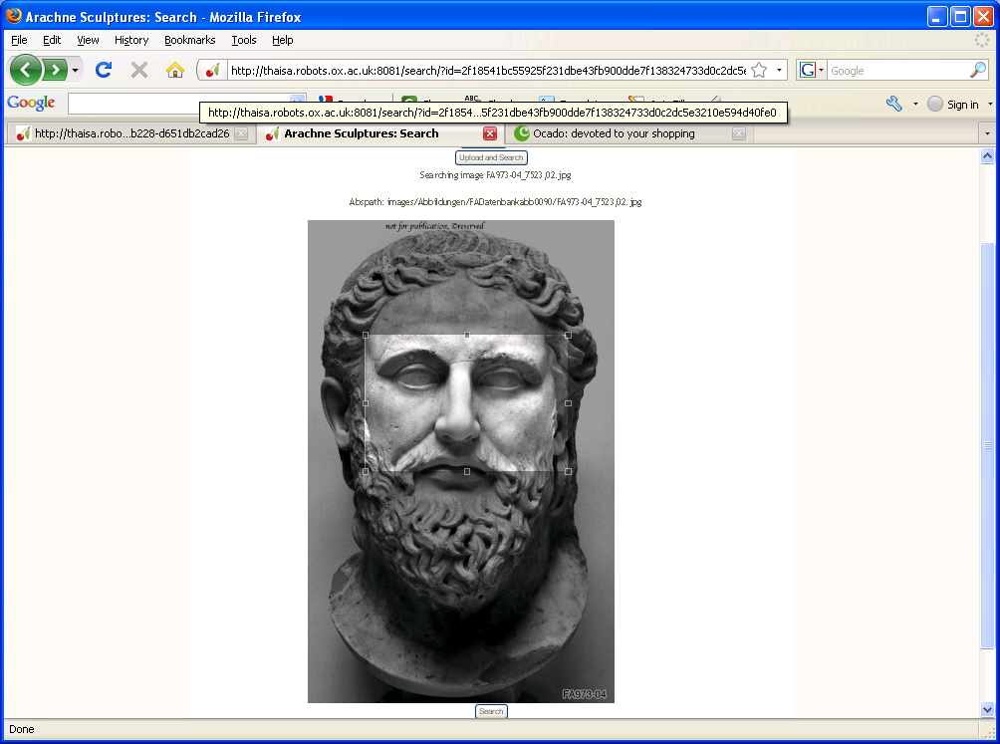 Arachne Sculptures: Search - Mozilla Firefox
File Edit View History Bookmarks Tools Help
http://thaisa.robots.ox.ac.uk:8081/search/?id=2f18541bc55925f231dbe43fb900dde7f138324733d0c2dc5e
G Google
Google Sign in
http://thaisa.robots.ox.ac.uk:8081/search/?id=2f1854...5f231dbe43fb900dde7f138324733d0c2dc5e3210e594d40fe0
http://thaisa.robo...b228-d651db2cad26 Arachne Sculptures: Search Ocado: devoted to your shopping
Upload and Search
Searching image FA973-04_7523,02.jpg
Abspath: images/Abbildungen/FADatenbankabb0090/FA973-04_7523,02.jpg
not for publication, ©reserved
FA973-04
Search
Done